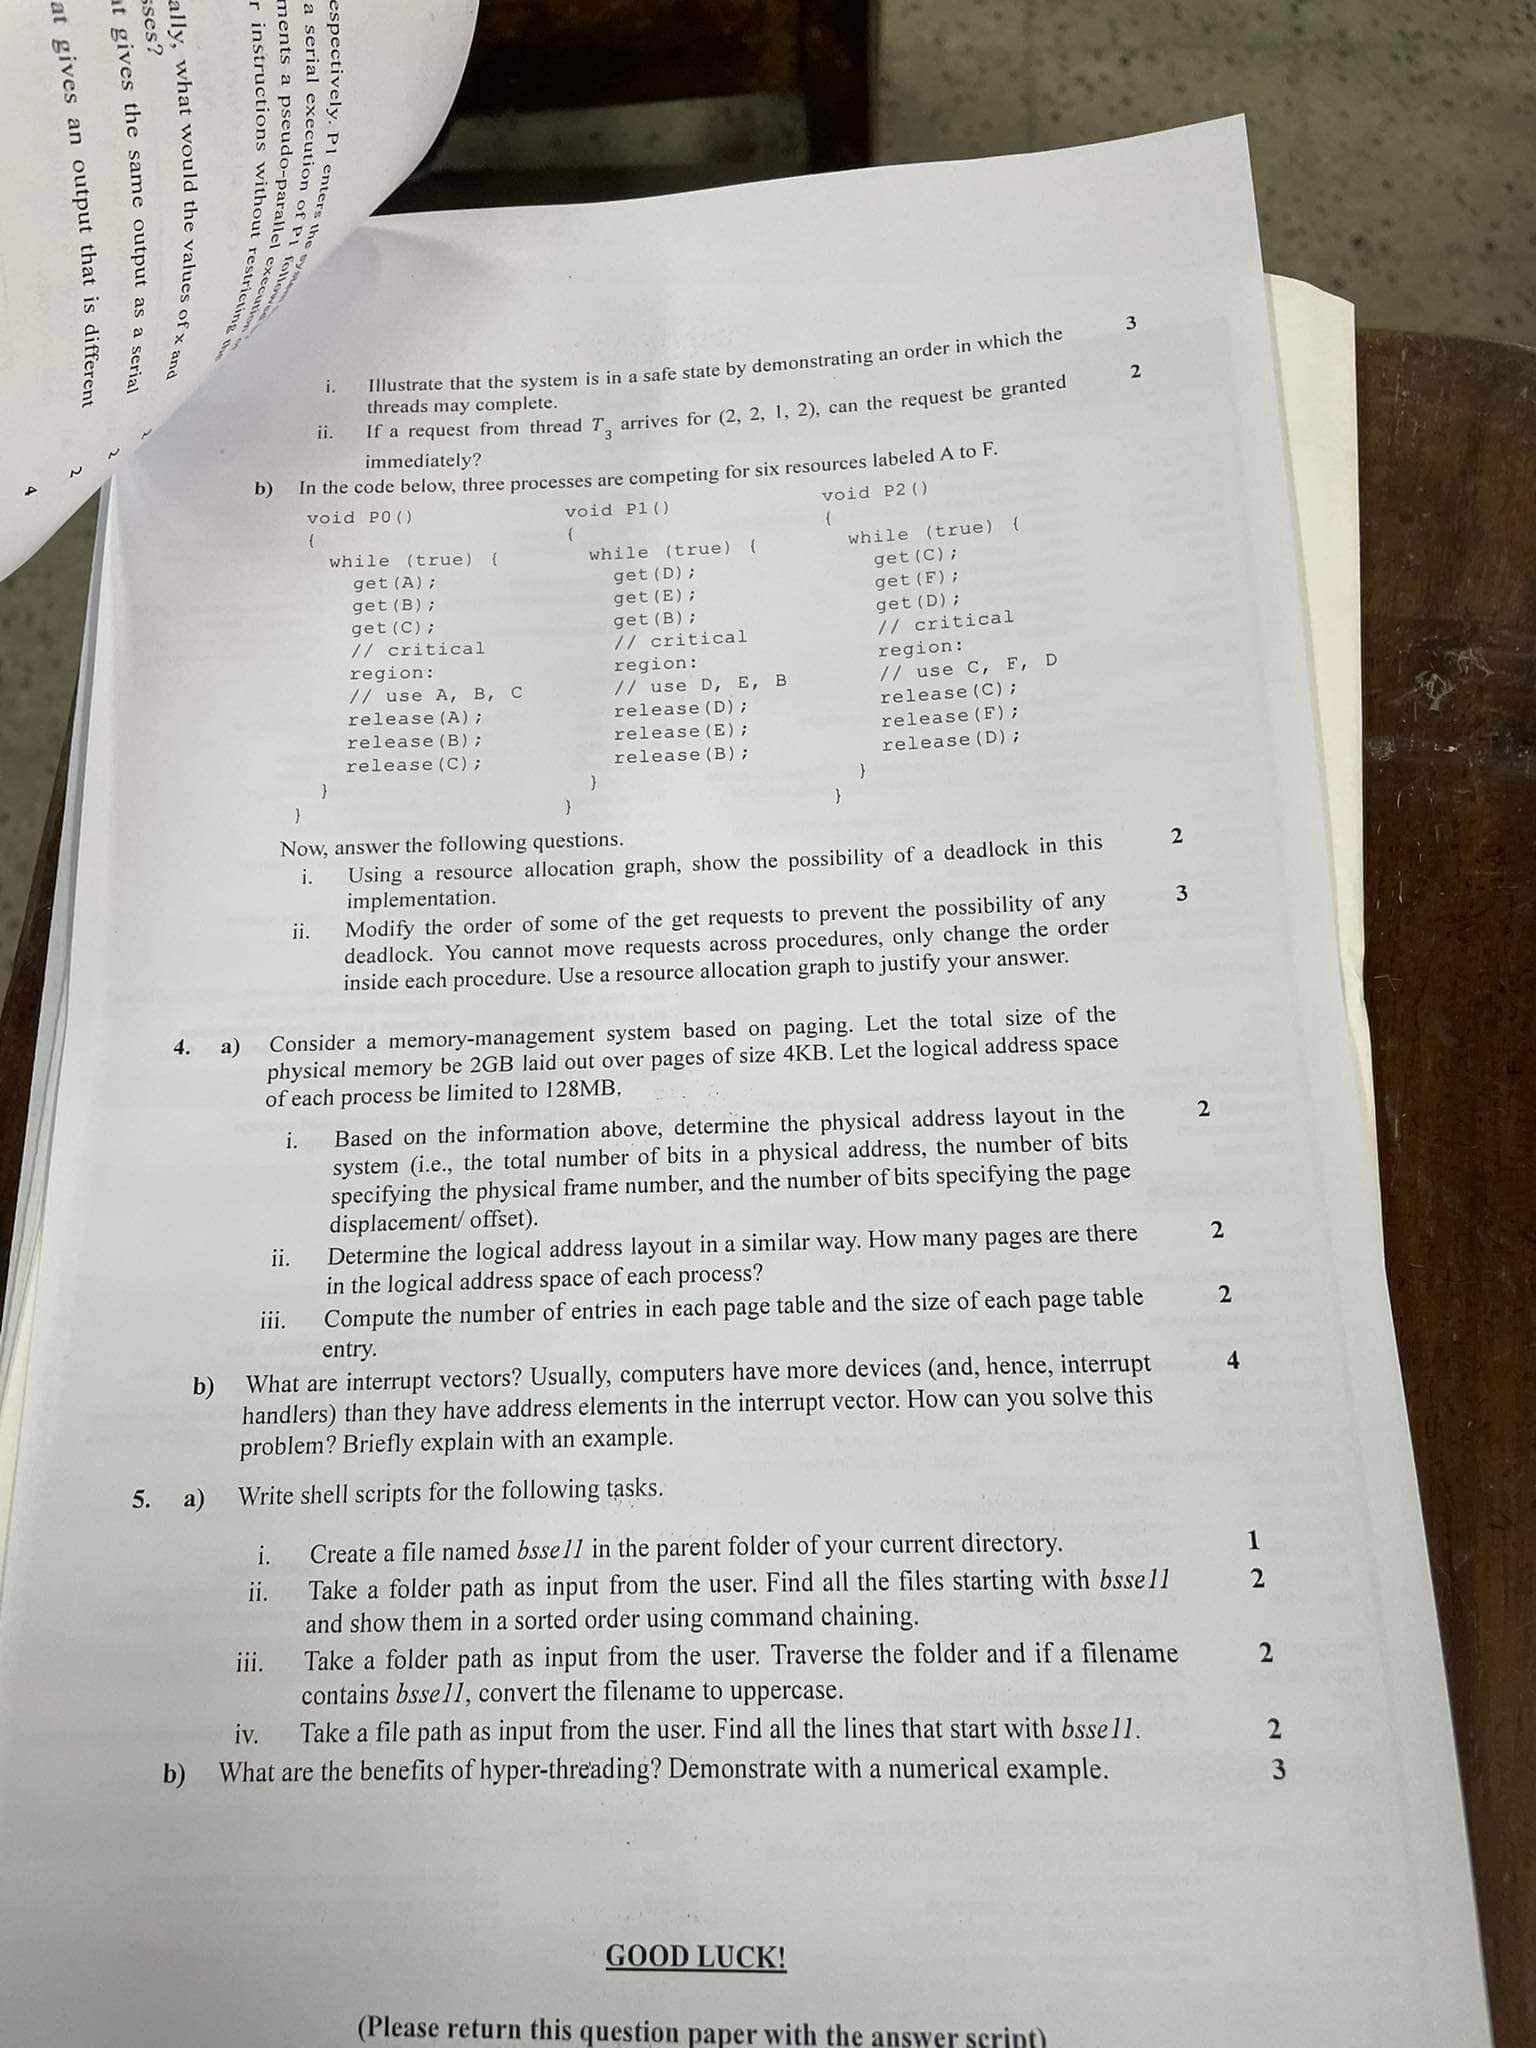 espectively. P1 enters the
a serial execution of P1
ments a pseudo-parallel
r instructions without restricting
ally, what would the values of x and
sses?
at gives the same output as a serial
2
at gives an output that is different
2
4
i. Illustrate that the system is in a safe state by demonstrating an order in which the 3
threads may complete.
ii. If a request from thread T3 arrives for (2, 2, 1, 2), can the request be granted 2
immediately?
b) In the code below, three processes are competing for six resources labeled A to F.
void P0() void P1() void P2()
{ { {
while (true) { while (true) { while (true) {
get(A); get(D); get(C);
get(B); get(E); get(F);
get(C); get(B); get(D);
// critical // critical // critical
region: region: region:
// use A, B, C // use D, E, B // use C, F, D
release(A); release(D); release(C);
release(B); release(E); release(F);
release(C); release(B); release(D);
} } }
} } }
Now, answer the following questions.
i. Using a resource allocation graph, show the possibility of a deadlock in this 2
implementation.
ii. Modify the order of some of the get requests to prevent the possibility of any 3
deadlock. You cannot move requests across procedures, only change the order
inside each procedure. Use a resource allocation graph to justify your answer.
4. a) Consider a memory-management system based on paging. Let the total size of the
physical memory be 2GB laid out over pages of size 4KB. Let the logical address space
of each process be limited to 128MB.
i. Based on the information above, determine the physical address layout in the 2
system (i.e., the total number of bits in a physical address, the number of bits
specifying the physical frame number, and the number of bits specifying the page
displacement/ offset).
ii. Determine the logical address layout in a similar way. How many pages are there 2
in the logical address space of each process?
iii. Compute the number of entries in each page table and the size of each page table 2
entry.
b) What are interrupt vectors? Usually, computers have more devices (and, hence, interrupt 4
handlers) than they have address elements in the interrupt vector. How can you solve this
problem? Briefly explain with an example.
5. a) Write shell scripts for the following tasks.
i. Create a file named bsse11 in the parent folder of your current directory. 1
ii. Take a folder path as input from the user. Find all the files starting with bsse11 2
and show them in a sorted order using command chaining.
iii. Take a folder path as input from the user. Traverse the folder and if a filename 2
contains bsse11, convert the filename to uppercase.
iv. Take a file path as input from the user. Find all the lines that start with bsse11. 2
b) What are the benefits of hyper-threading? Demonstrate with a numerical example. 3
GOOD LUCK!
(Please return this question paper with the answer script)